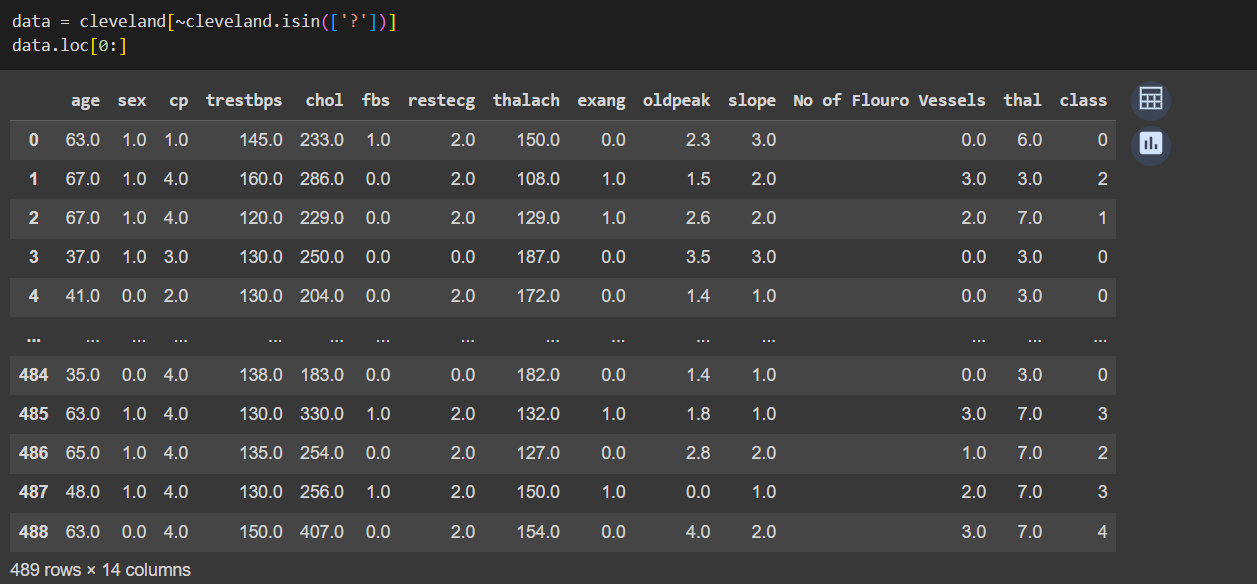 data = cleveland[~cleveland.isin(['?'])]
data.loc[0:]
age sex cp trestbps chol fbs restecg thalach exang oldpeak slope No of Flouro Vessels thal class
0 63.0 1.0 1.0 145.0 233.0 1.0 2.0 150.0 0.0 2.3 3.0 0.0 6.0 0
1 67.0 1.0 4.0 160.0 286.0 0.0 2.0 108.0 1.0 1.5 2.0 3.0 3.0 2
2 67.0 1.0 4.0 120.0 229.0 0.0 2.0 129.0 1.0 2.6 2.0 2.0 7.0 1
3 37.0 1.0 3.0 130.0 250.0 0.0 0.0 187.0 0.0 3.5 3.0 0.0 3.0 0
4 41.0 0.0 2.0 130.0 204.0 0.0 2.0 172.0 0.0 1.4 1.0 0.0 3.0 0
... ... ... ... ... ... ... ... ... ... ... ... ... ... ...
484 35.0 0.0 4.0 138.0 183.0 0.0 0.0 182.0 0.0 1.4 1.0 0.0 3.0 0
485 63.0 1.0 4.0 130.0 330.0 1.0 2.0 132.0 1.0 1.8 1.0 3.0 7.0 3
486 65.0 1.0 4.0 135.0 254.0 0.0 2.0 127.0 0.0 2.8 2.0 1.0 7.0 2
487 48.0 1.0 4.0 130.0 256.0 1.0 2.0 150.0 1.0 0.0 1.0 2.0 7.0 3
488 63.0 0.0 4.0 150.0 407.0 0.0 2.0 154.0 0.0 4.0 2.0 3.0 7.0 4
489 rows × 14 columns